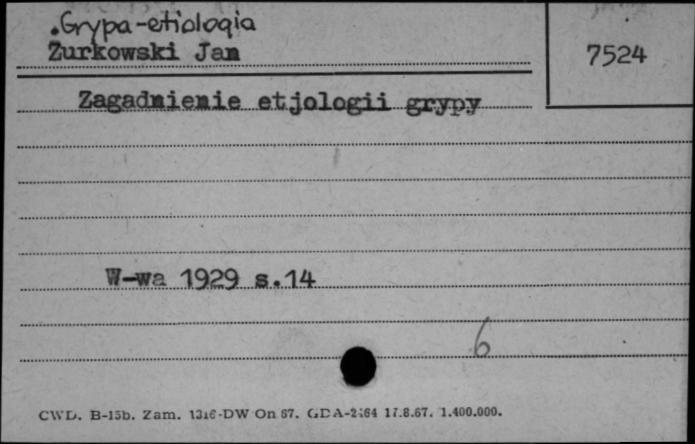 .Grypa-etiologia
Żurkowski Jan
7524
Zagadnienie etjologii grypy
W-wa 1929 s.14
6
CWD. B-15b. Zam. 1316-DW On 67. GDA-2164 17.8.67. 1.400.000.